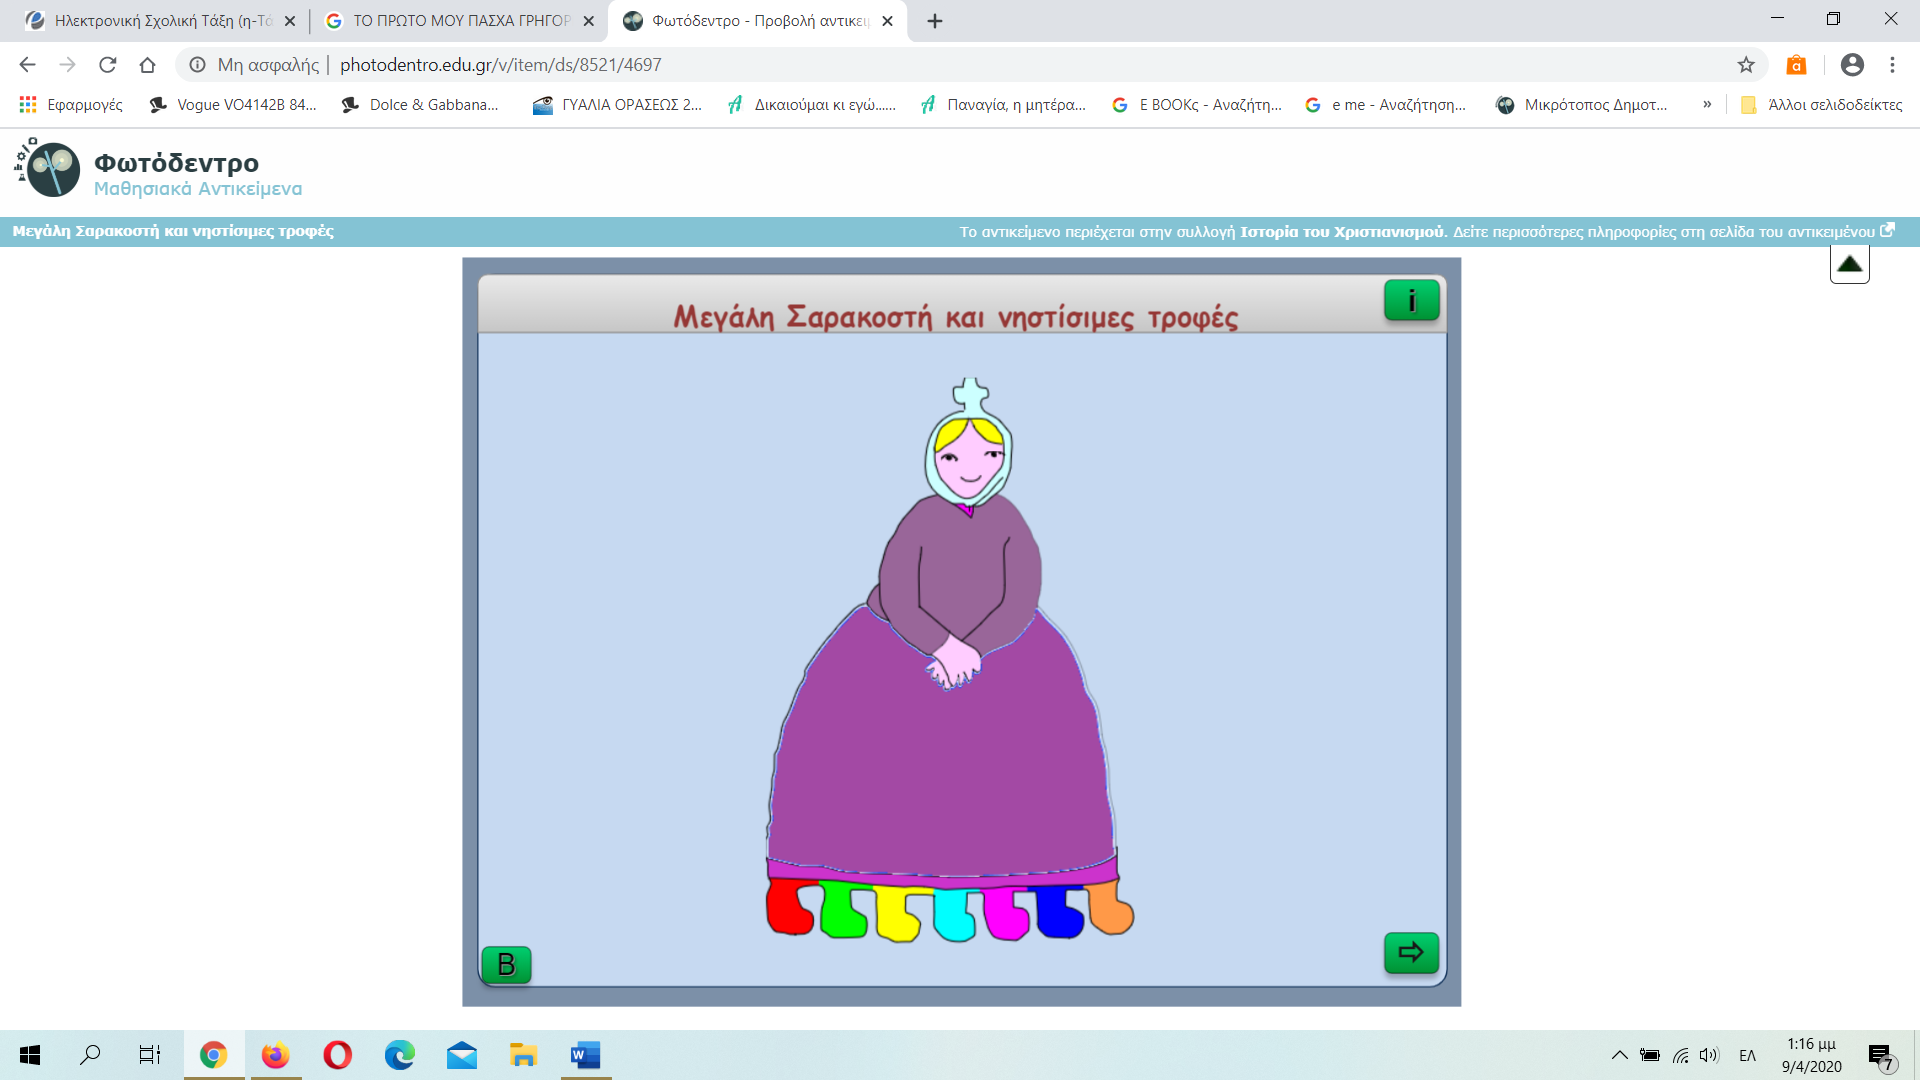 Ηλεκτρονική Σχολική Τάξη (η-Τά
ΤΟ ΠΡΩΤΟ ΜΟΥ ΠΑΣΧΑ ΓΡΗΓΟΡ
Φωτόδεντρο - Προβολή αντικειμ
Μη ασφαλής | photodentro.edu.gr/v/item/ds/8521/4697
Εφαρμογές
Vogue VO4142B 84...
Dolce & Gabbana...
ΓΥΑΛΙΑ ΟΡΑΣΕΩΣ 2...
Δικαιούμαι κι εγώ......
Παναγία, η μητέρα...
E BOOKς - Αναζήτη...
e me - Αναζήτηση...
Μικρότοπος Δημοτ...
»
Άλλοι σελιδοδείκτες
Φωτόδεντρο
Μαθησιακά Αντικείμενα
Μεγάλη Σαρακοστή και νηστίσιμες τροφές
Το αντικείμενο περιέχεται στην συλλογή Ιστορία του Χριστιανισμού. Δείτε περισσότερες πληροφορίες στη σελίδα του αντικειμένου
Μεγάλη Σαρακοστή και νηστίσιμες τροφές
i
B
ΕΛ
1:16 μμ
9/4/2020
7